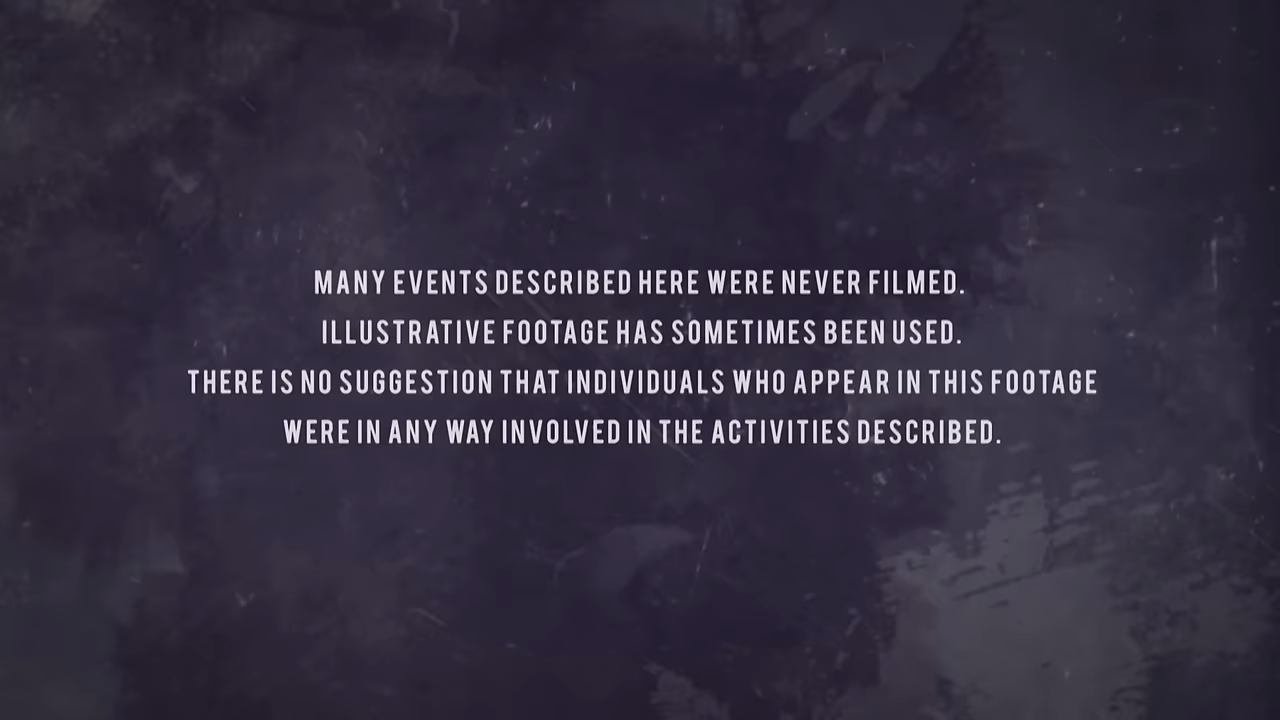 MANY EVENTS DESCRIBED HERE WERE NEVER FILMED.
ILLUSTRATIVE FOOTAGE HAS SOMETIMES BEEN USED.
THERE IS NO SUGGESTION THAT INDIVIDUALS WHO APPEAR IN THIS FOOTAGE
WERE IN ANY WAY INVOLVED IN THE ACTIVITIES DESCRIBED.